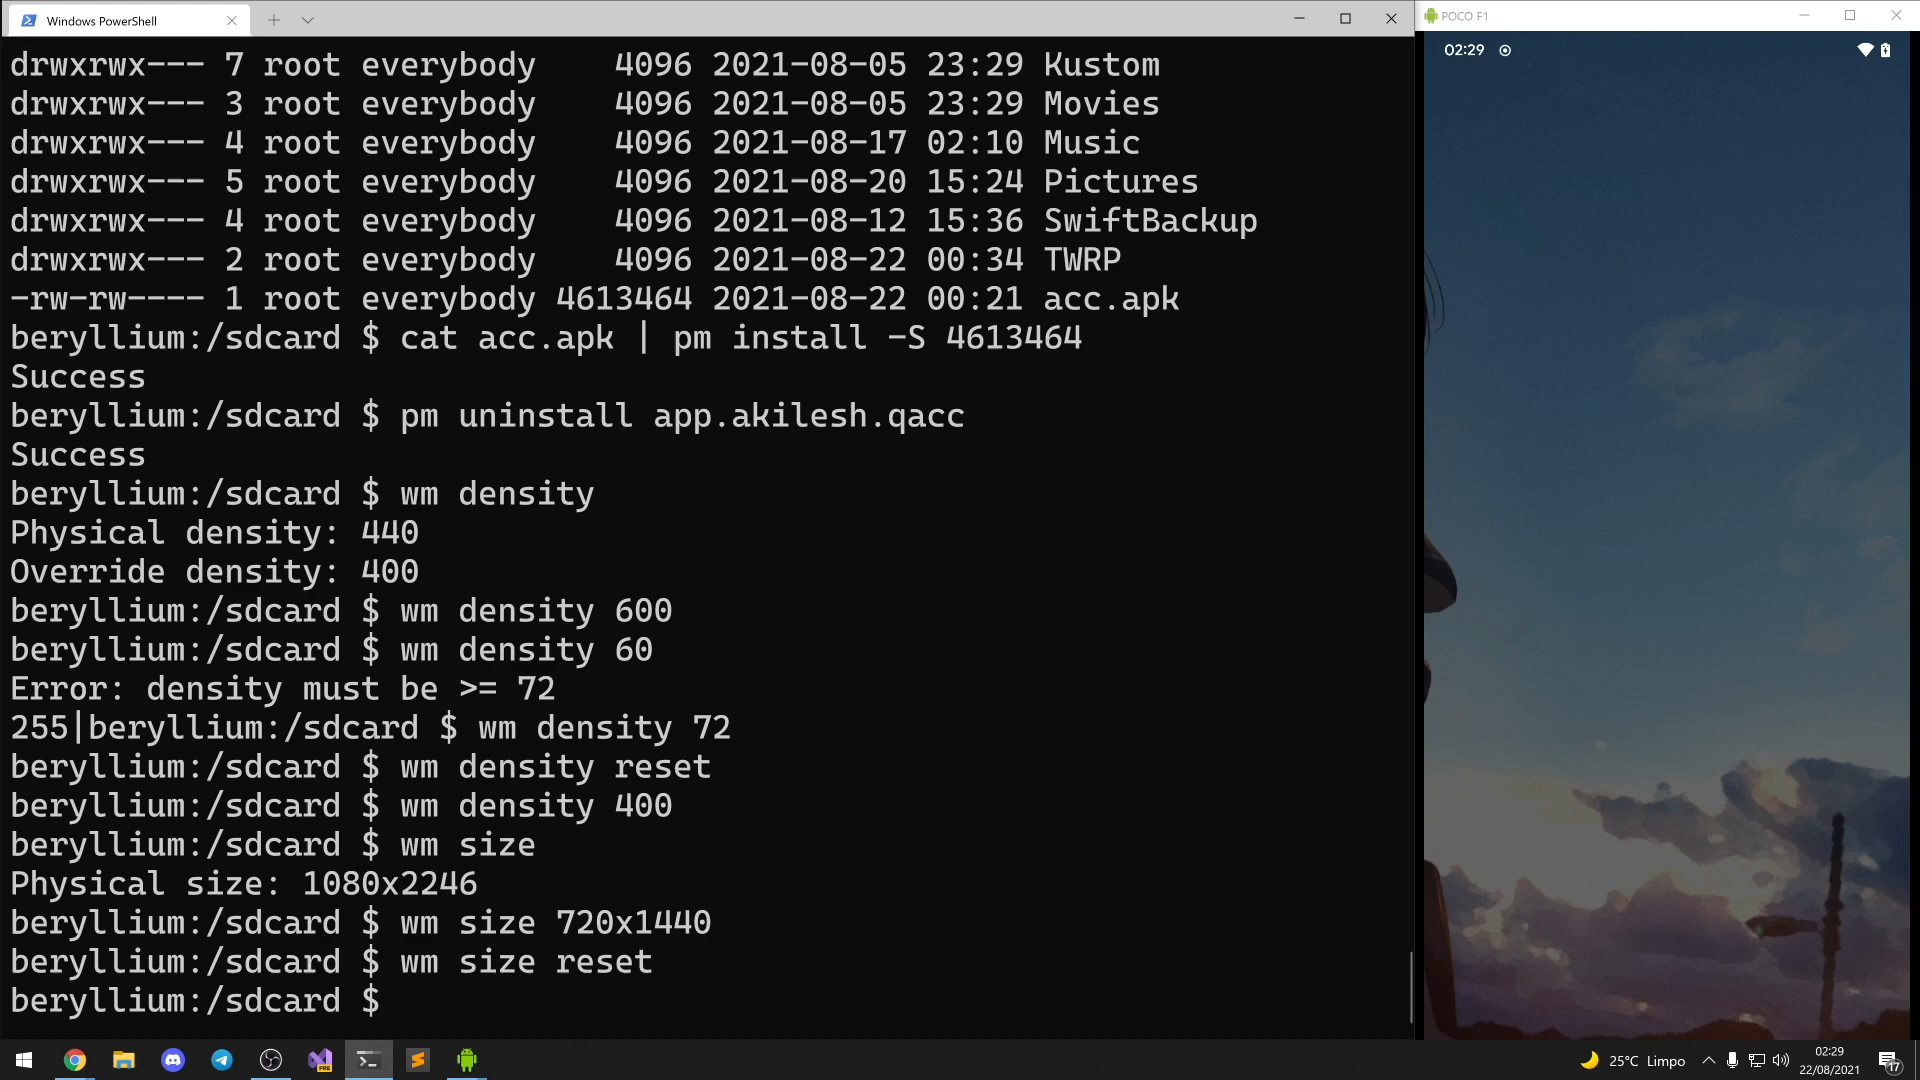 Windows PowerShell
POCO F1
02:29
drwxrwx--- 7 root everybody    4096 2021-08-05 23:29 Kustom
drwxrwx--- 3 root everybody    4096 2021-08-05 23:29 Movies
drwxrwx--- 4 root everybody    4096 2021-08-17 02:10 Music
drwxrwx--- 5 root everybody    4096 2021-08-20 15:24 Pictures
drwxrwx--- 4 root everybody    4096 2021-08-12 15:36 SwiftBackup
drwxrwx--- 2 root everybody    4096 2021-08-22 00:34 TWRP
-rw-rw---- 1 root everybody 4613464 2021-08-22 00:21 acc.apk
beryllium:/sdcard $ cat acc.apk | pm install -S 4613464
Success
beryllium:/sdcard $ pm uninstall app.akilesh.qacc
Success
beryllium:/sdcard $ wm density
Physical density: 440
Override density: 400
beryllium:/sdcard $ wm density 600
beryllium:/sdcard $ wm density 60
Error: density must be >= 72
255|beryllium:/sdcard $ wm density 72
beryllium:/sdcard $ wm density reset
beryllium:/sdcard $ wm density 400
beryllium:/sdcard $ wm size
Physical size: 1080x2246
beryllium:/sdcard $ wm size 720x1440
beryllium:/sdcard $ wm size reset
beryllium:/sdcard $
PRE
25°C Limpo
02:29
22/08/2021
17